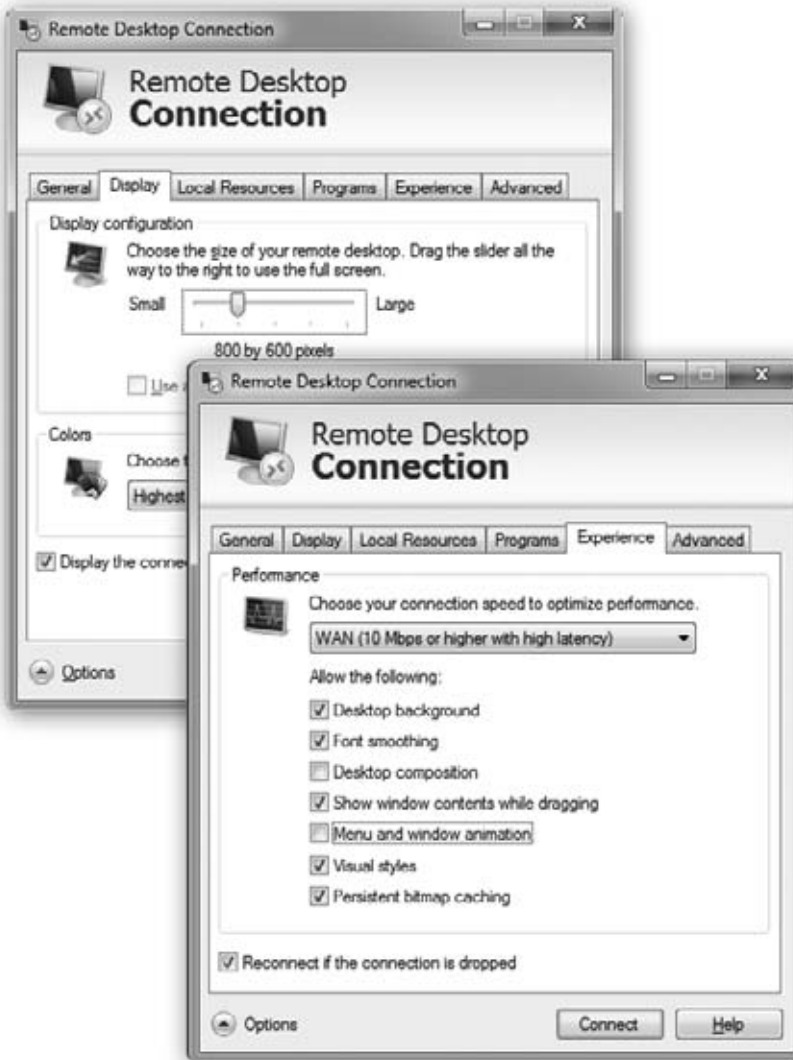 Remote Desktop Connection
Remote Desktop
Connection
General Display Local Resources Programs Experience Advanced
Display configuration
Choose the size of your remote desktop. Drag the slider all the
way to the right to use the full screen.
Small Large
800 by 600 pixels
Use
Colors
Choose
Highest
Display the
Options
Remote Desktop Connection
Remote Desktop
Connection
General Display Local Resources Programs Experience Advanced
Performance
Choose your connection speed to optimize performance.
WAN (10 Mbps or higher with high latency)
Allow the following:
Desktop background
Font smoothing
Desktop composition
Show window contents while dragging
Menu and window animation
Visual styles
Persistent bitmap caching
Reconnect if the connection is dropped
Options Connect Help